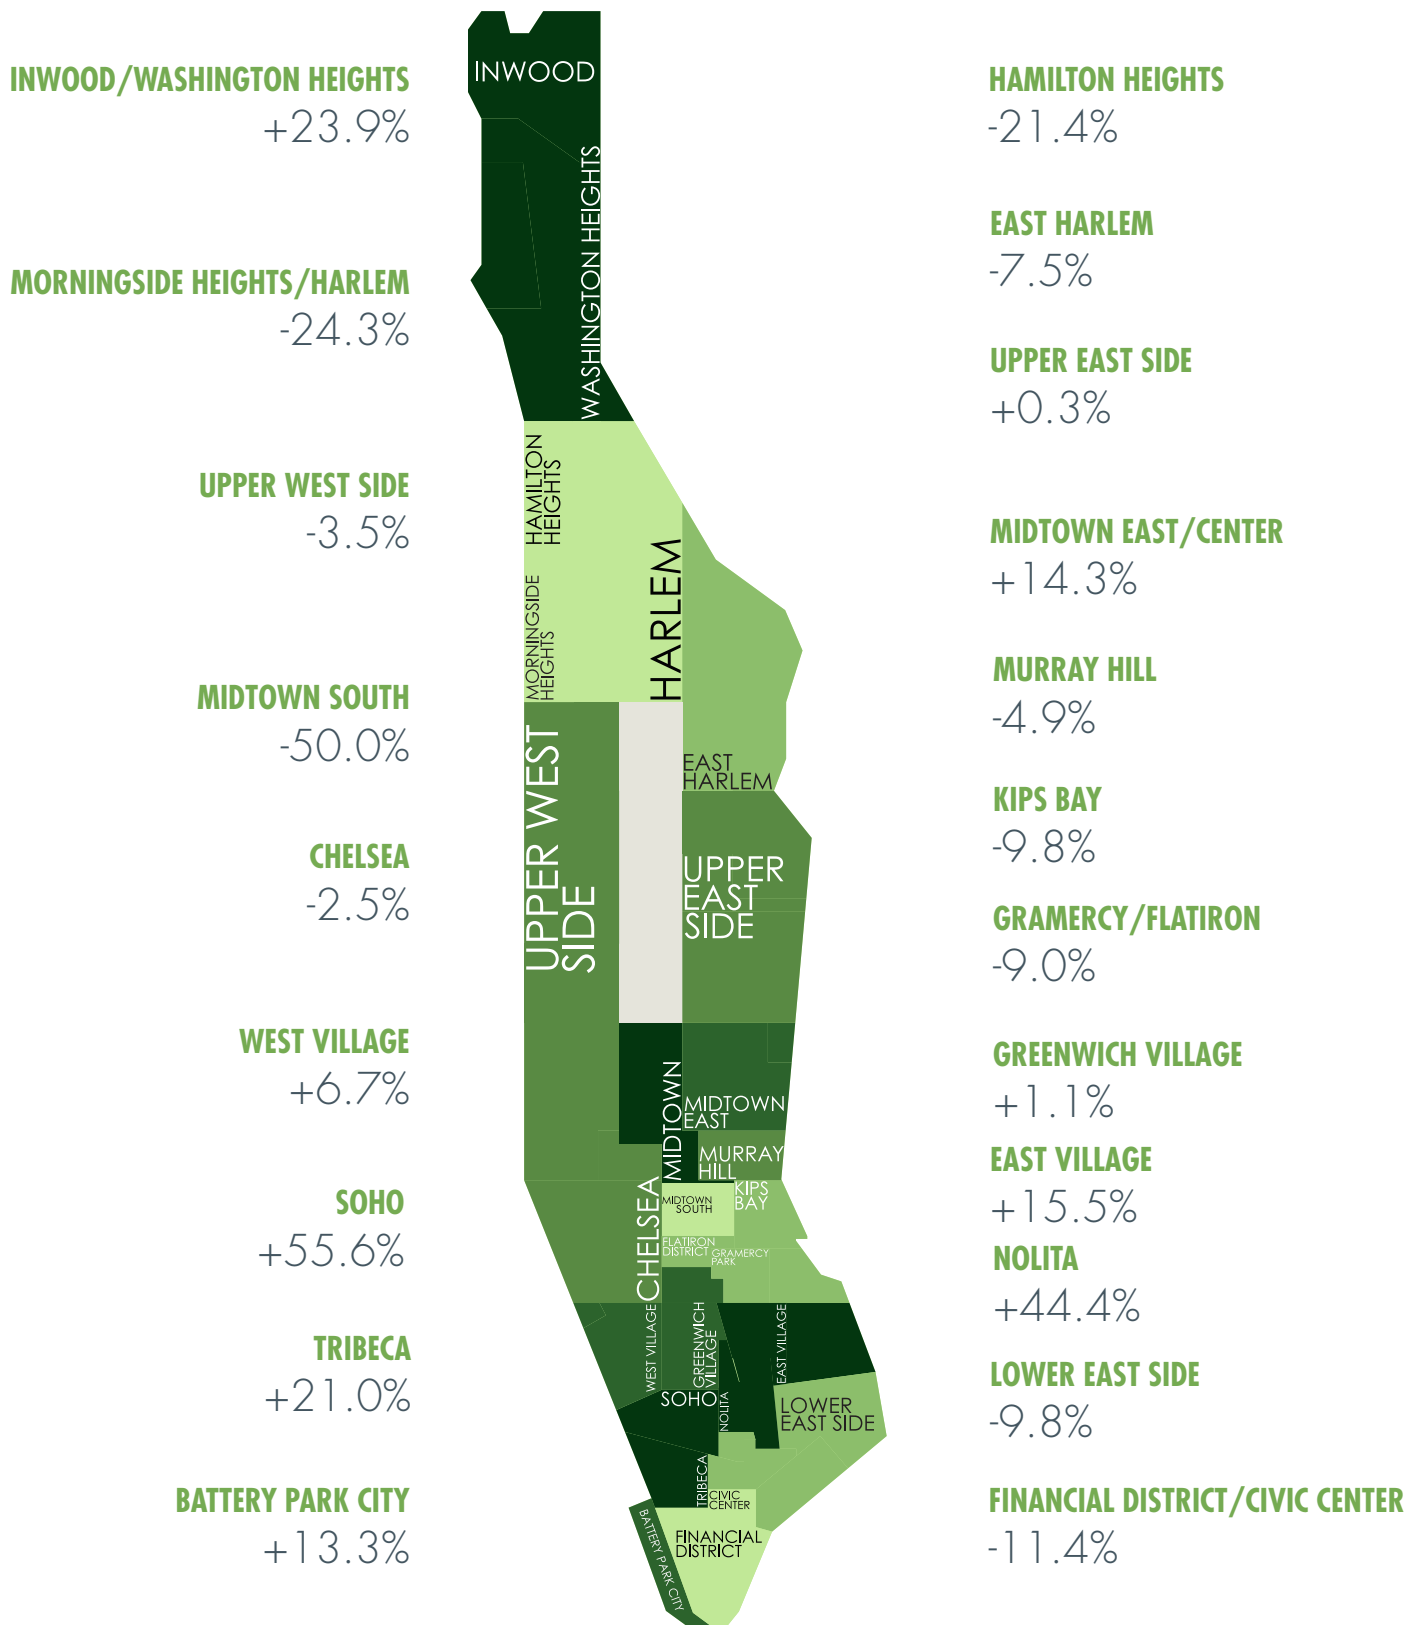 INWOOD/WASHINGTON HEIGHTS
+23.9%
MORNINGSIDE HEIGHTS/HARLEM
-24.3%
UPPER WEST SIDE
-3.5%
MIDTOWN SOUTH
-50.0%
CHELSEA
-2.5%
WEST VILLAGE
+6.7%
SOHO
+55.6%
TRIBECA
+21.0%
BATTERY PARK CITY
+13.3%
INWOOD
WASHINGTON HEIGHTS
HAMILTON
HEIGHTS
HARLEM
MORNINGSIDE
HEIGHTS
UPPER WEST
SIDE
EAST
HARLEM
UPPER
EAST
SIDE
MIDTOWN
MIDTOWN
EAST
MURRAY
HILL
KIPS
BAY
CHELSEA
MIDTOWN
SOUTH
FLATIRON
DISTRICT
GRAMERCY
PARK
WEST VILLAGE
GREENWICH
VILLAGE
EAST VILLAGE
SOHO
NOLITA
LOWER
EAST SIDE
TRIBECA
CIVIC
CENTER
BATTERY PARK CITY
FINANCIAL
DISTRICT
HAMILTON HEIGHTS
-21.4%
EAST HARLEM
-7.5%
UPPER EAST SIDE
+0.3%
MIDTOWN EAST/CENTER
+14.3%
MURRAY HILL
-4.9%
KIPS BAY
-9.8%
GRAMERCY/FLATIRON
-9.0%
GREENWICH VILLAGE
+1.1%
EAST VILLAGE
+15.5%
NOLITA
+44.4%
LOWER EAST SIDE
-9.8%
FINANCIAL DISTRICT/CIVIC CENTER
-11.4%